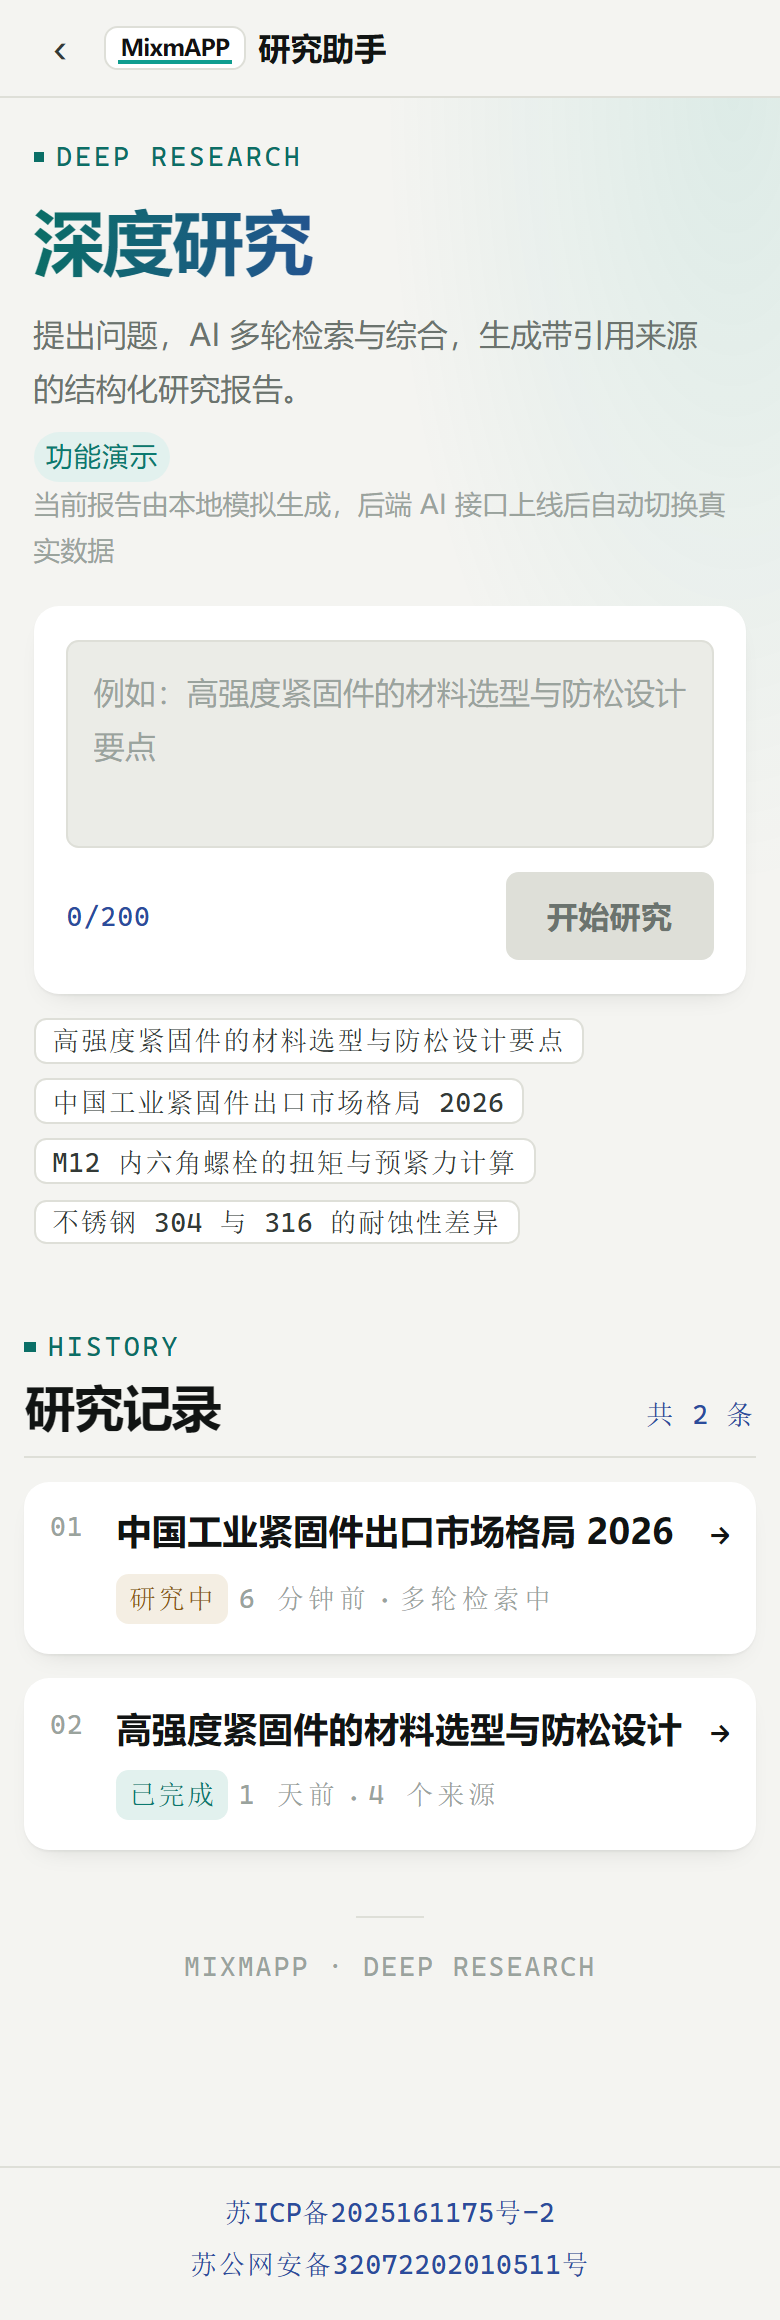 ‹ MixmAPP 研究助手
DEEP RESEARCH
深度研究
提出问题，AI 多轮检索与综合，生成带引用来源
的结构化研究报告。
功能演示
当前报告由本地模拟生成，后端 AI 接口上线后自动切换真
实数据
例如：高强度紧固件的材料选型与防松设计
要点
0/200
开始研究
高强度紧固件的材料选型与防松设计要点
中国工业紧固件出口市场格局 2026
M12 内六角螺栓的扭矩与预紧力计算
不锈钢 304 与 316 的耐蚀性差异
HISTORY
研究记录
共 2 条
01 中国工业紧固件出口市场格局 2026 →
研究中 6 分钟前 · 多轮检索中
02 高强度紧固件的材料选型与防松设计 →
已完成 1 天前 · 4 个来源
MIXMAPP · DEEP RESEARCH
苏ICP备2025161175号-2
苏公网安备32072202010511号